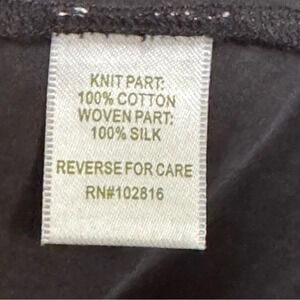 KNIT PART:
100% COTTON
WOVEN PART:
100% SILK
REVERSE FOR CARE
RN#102816